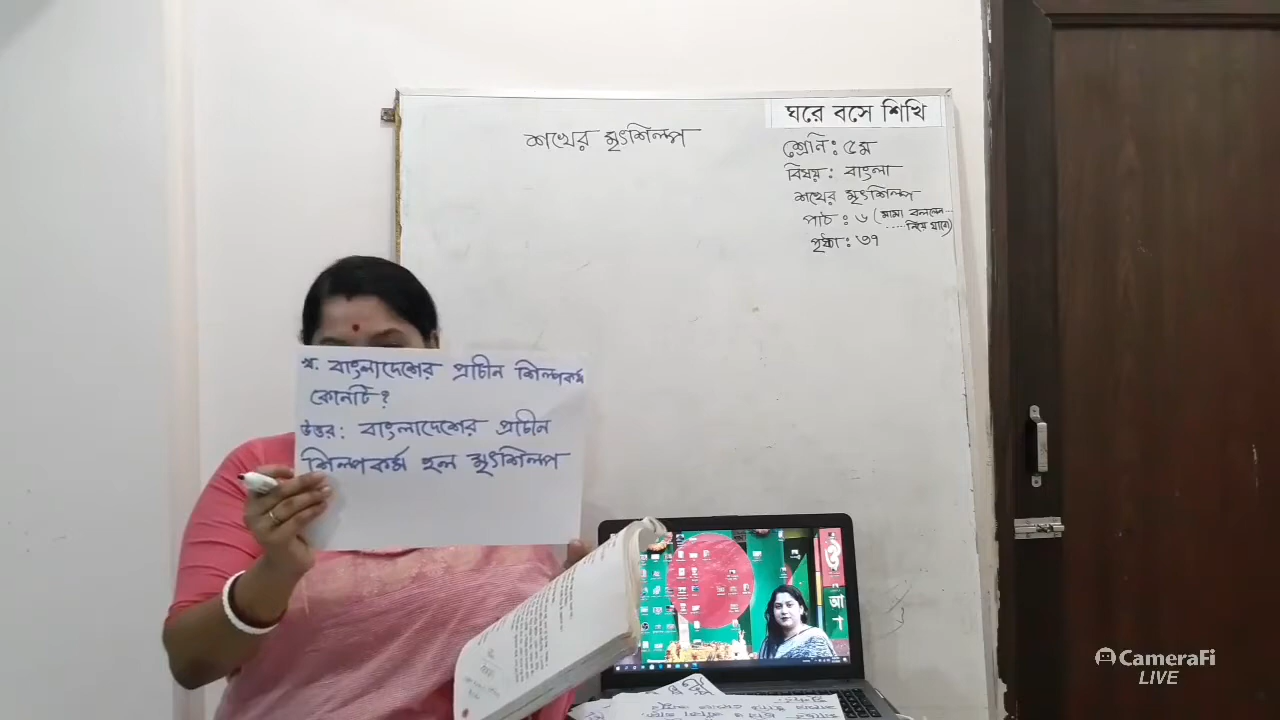 শখের মৃৎশিল্প
ঘরে বসে শিখি
শ্রেনি: ৫ম
বিষয়: বাংলা
শখের মৃৎশিল্প
পাঠ: ৬ (মামা বললেন
.... নিয়ে যাবো)
পৃষ্ঠা: ৩৭
খ. বাংলাদেশের প্রাচীন শিল্পকর্ম
কোনটি?
উত্তর: বাংলাদেশের প্রাচীন
শিল্পকর্ম হল মৃৎশিল্প
CameraFi
LIVE